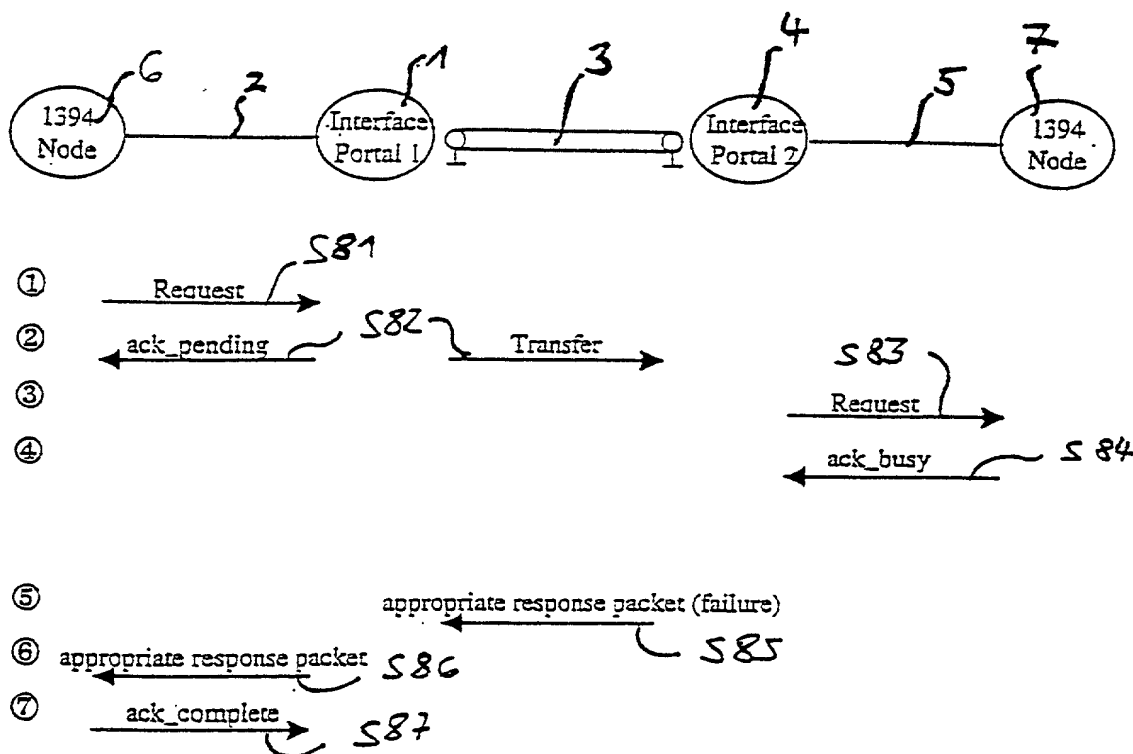 6 2 1 3 4 5 7
1394 Node
Interface Portal 1
Interface Portal 2
1394 Node
① Request S81
② ack_pending S82 Transfer
③ Request S83
④ ack_busy S84
⑤ appropriate response packet (failure) S85
⑥ appropriate response packet S86
⑦ ack_complete S87